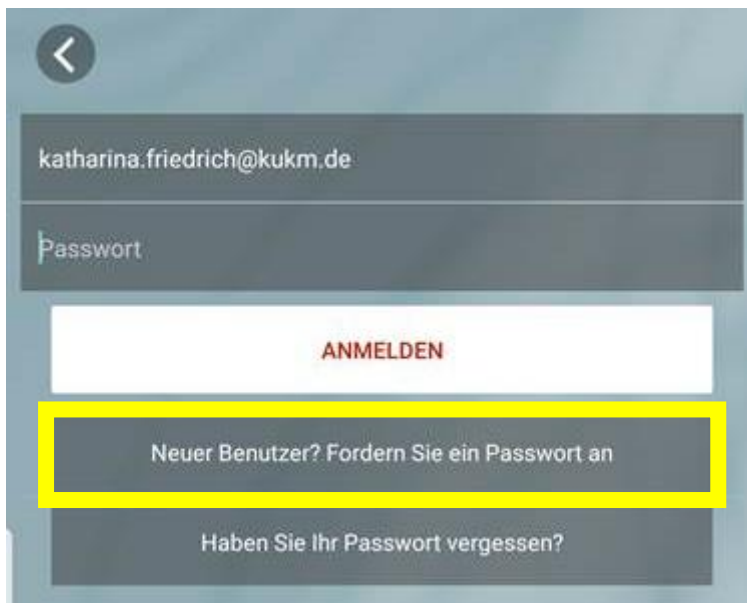 katharina.friedrich@kukm.de
Passwort
ANMELDEN
Neuer Benutzer? Fordern Sie ein Passwort an
Haben Sie Ihr Passwort vergessen?